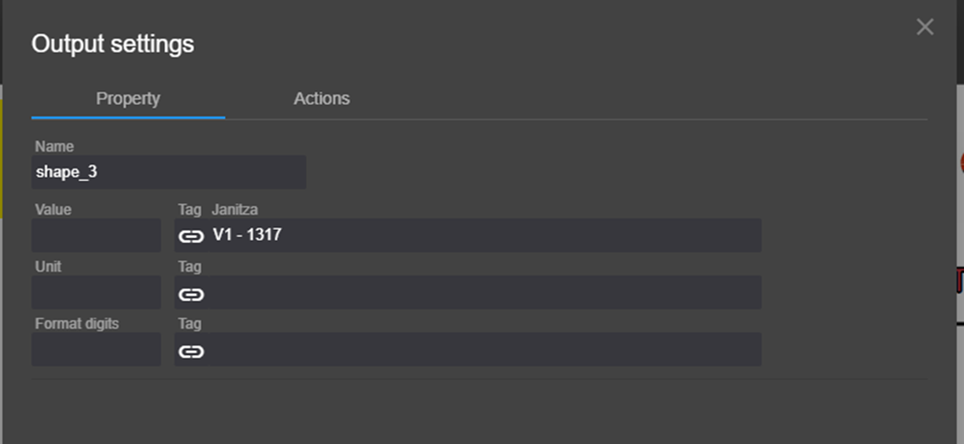 Output settings
Property Actions
Name
shape_3
Value Tag Janitza
V1 - 1317
Unit Tag
Format digits Tag